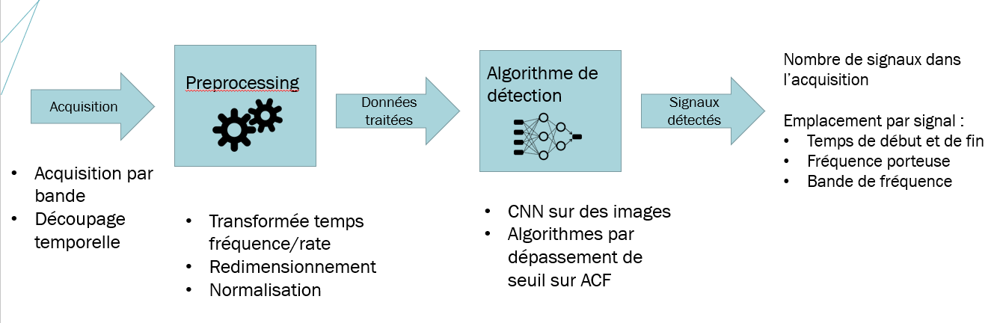 Acquisition
• Acquisition par
bande
• Découpage
temporelle
Preprocessing
• Transformée temps
fréquence/rate
• Redimensionnement
• Normalisation
Données
traitées
Algorithme de
détection
• CNN sur des images
• Algorithmes par
dépassement de
seuil sur ACF
Signaux
détectés
Nombre de signaux dans
l’acquisition
Emplacement par signal :
• Temps de début et de fin
• Fréquence porteuse
• Bande de fréquence